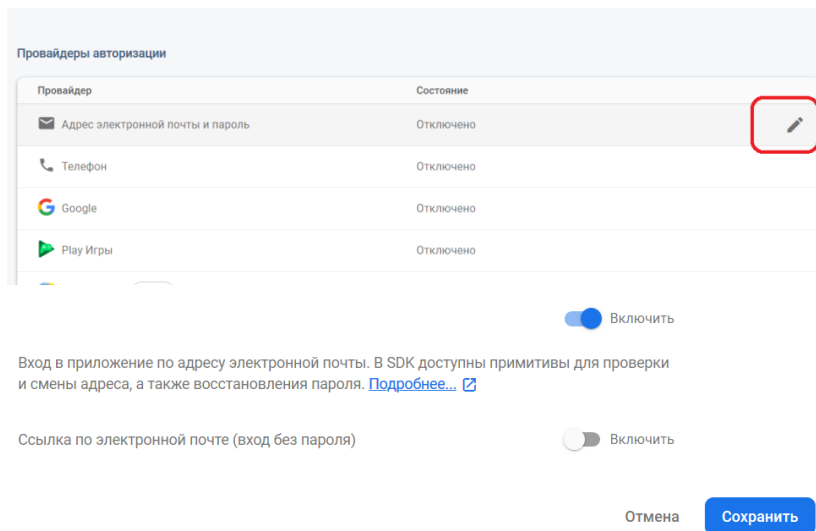 Провайдеры авторизации
Провайдер Состояние
Адрес электронной почты и пароль Отключено
Телефон Отключено
Google Отключено
Play Игры Отключено
Включить
Вход в приложение по адресу электронной почты. В SDK доступны примитивы для проверки
и смены адреса, а также восстановления пароля. Подробнее...
Ссылка по электронной почте (вход без пароля) Включить
Отмена Сохранить